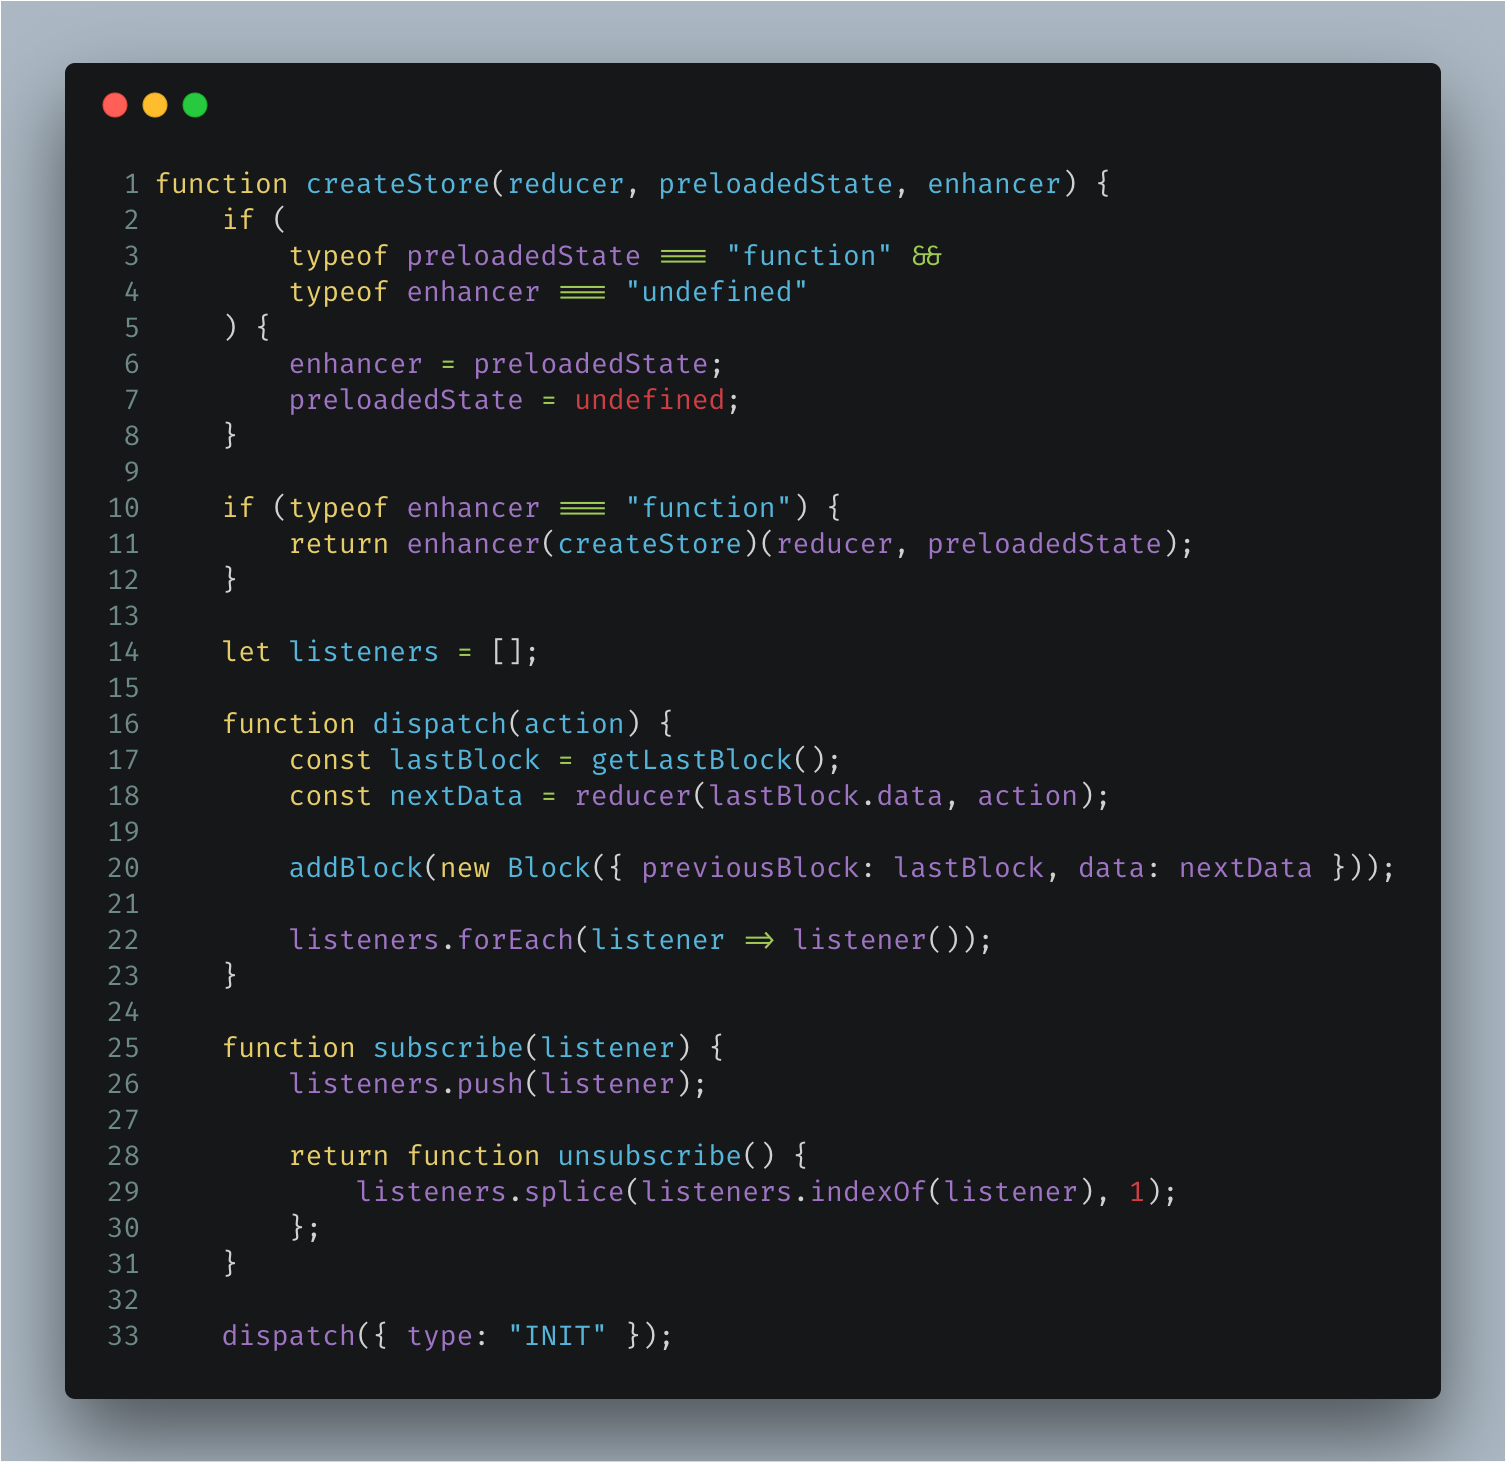 1 function createStore(reducer, preloadedState, enhancer) {
2     if (
3         typeof preloadedState === "function" &&
4         typeof enhancer === "undefined"
5     ) {
6         enhancer = preloadedState;
7         preloadedState = undefined;
8     }
9
10     if (typeof enhancer === "function") {
11         return enhancer(createStore)(reducer, preloadedState);
12     }
13
14     let listeners = [];
15
16     function dispatch(action) {
17         const lastBlock = getLastBlock();
18         const nextData = reducer(lastBlock.data, action);
19
20         addBlock(new Block({ previousBlock: lastBlock, data: nextData }));
21
22         listeners.forEach(listener => listener());
23     }
24
25     function subscribe(listener) {
26         listeners.push(listener);
27
28         return function unsubscribe() {
29             listeners.splice(listeners.indexOf(listener), 1);
30         };
31     }
32
33     dispatch({ type: "INIT" });